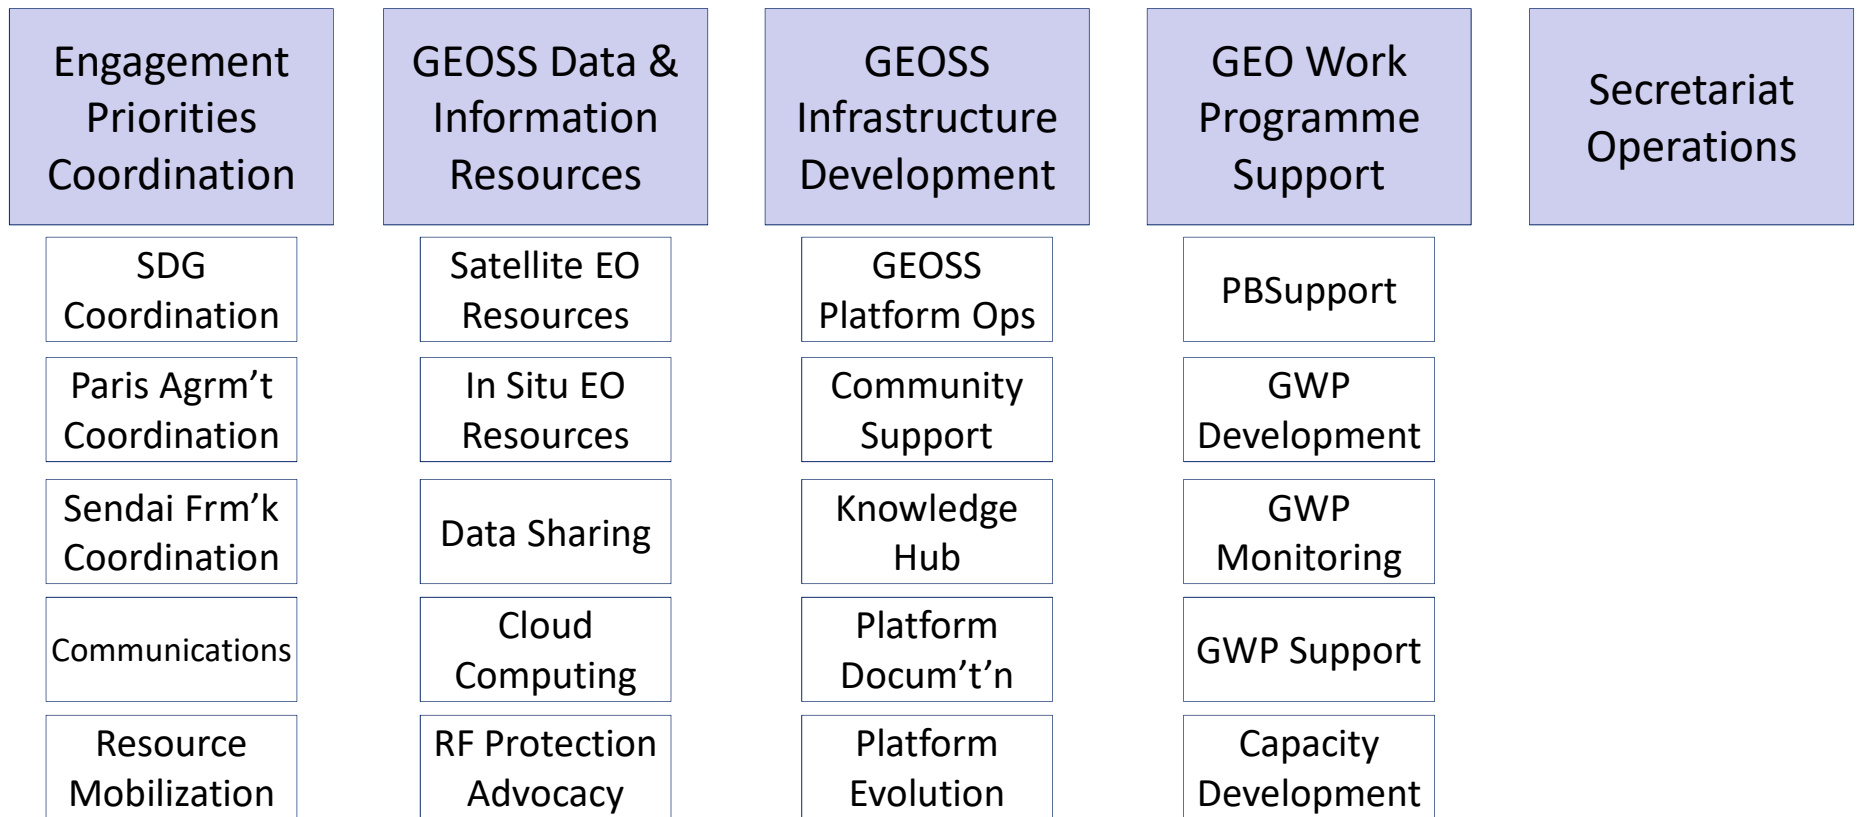 Engagement
Priorities
Coordination
GEOSS Data &
Information
Resources
GEOSS
Infrastructure
Development
GEO Work
Programme
Support
Secretariat
Operations
SDG
Coordination
Satellite EO
Resources
GEOSS
Platform Ops
PBSupport
Paris Agrm’t
Coordination
In Situ EO
Resources
Community
Support
GWP
Development
Sendai Frm’k
Coordination
Data Sharing
Knowledge
Hub
GWP
Monitoring
Communications
Cloud
Computing
Platform
Docum’t’n
GWP Support
Resource
Mobilization
RF Protection
Advocacy
Platform
Evolution
Capacity
Development